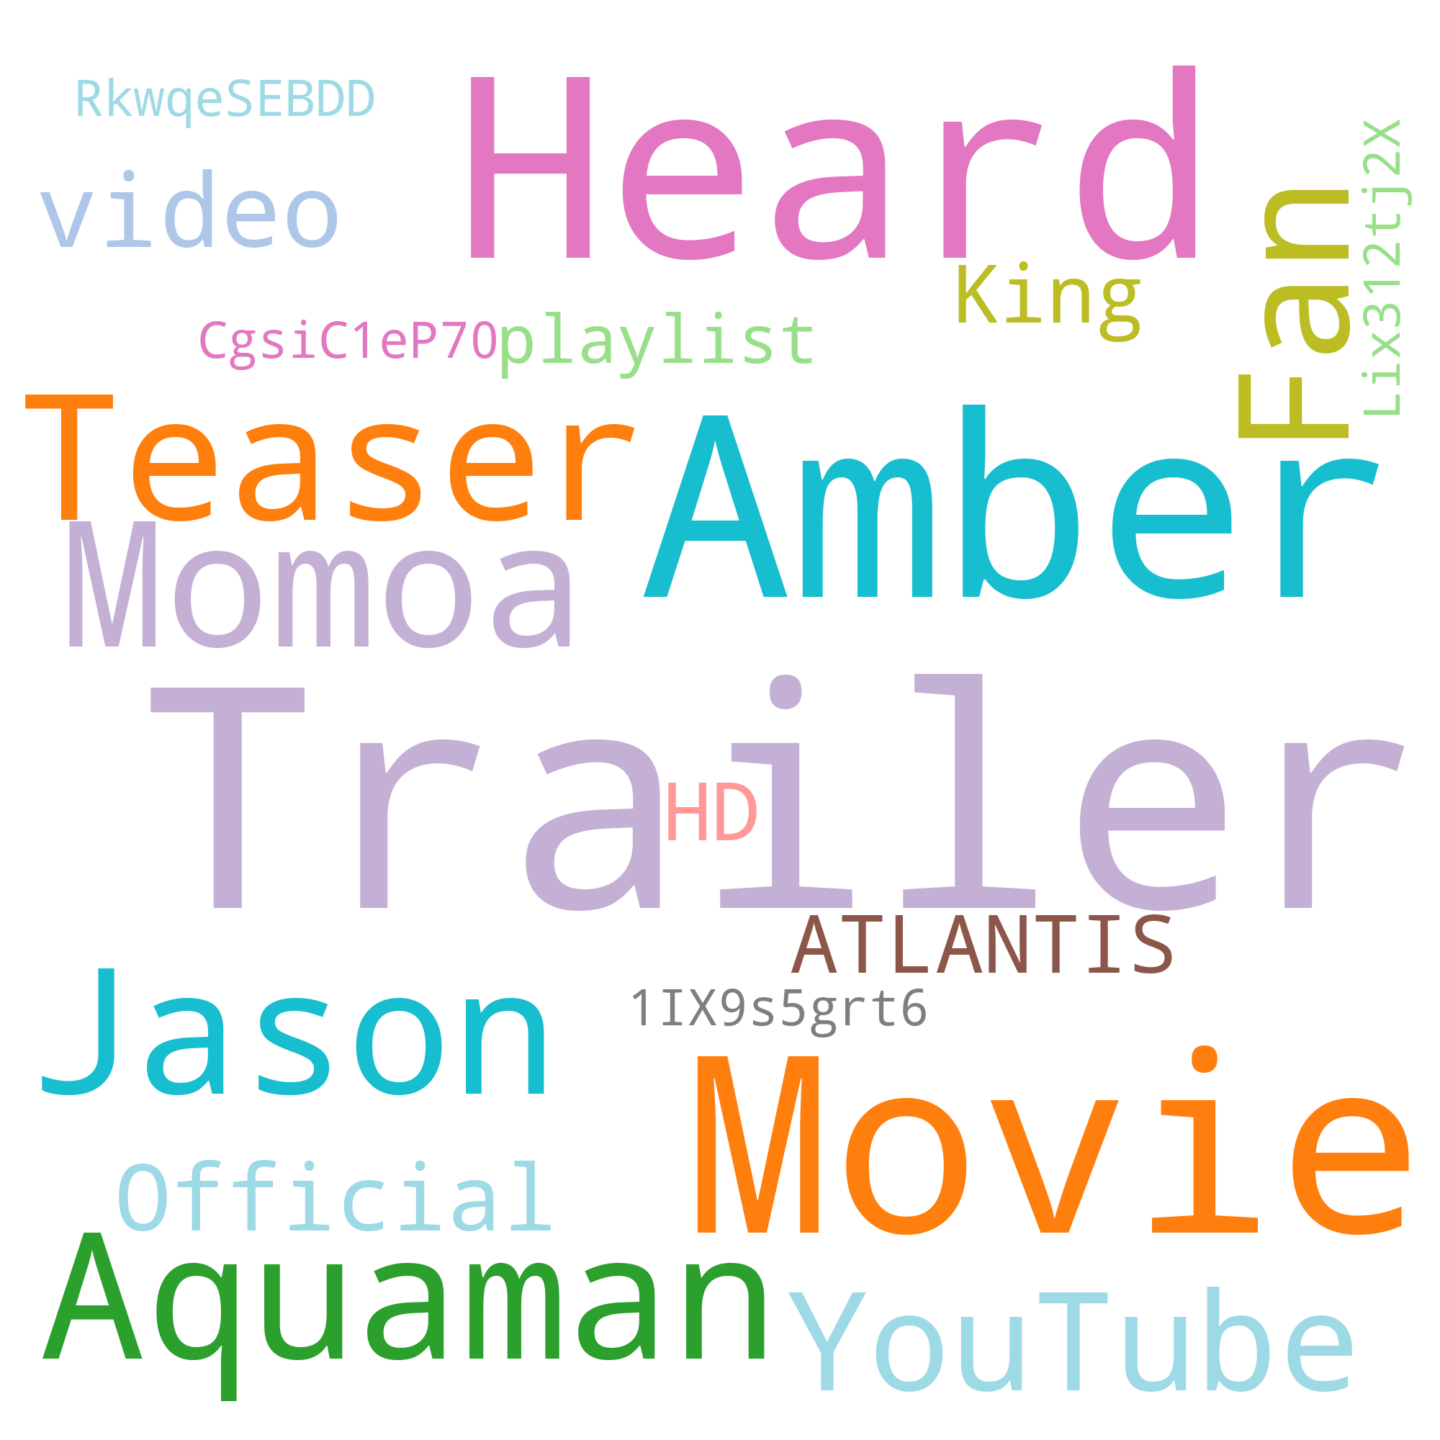 RkwqeSEBDD
Heard
video
Fan
Lix312tj2X
King
CgsiC1eP70
playlist
Teaser
Amber
Momoa
Trailer
HD
ATLANTIS
Jason
1IX9s5grt6
Movie
Official
Aquaman
YouTube